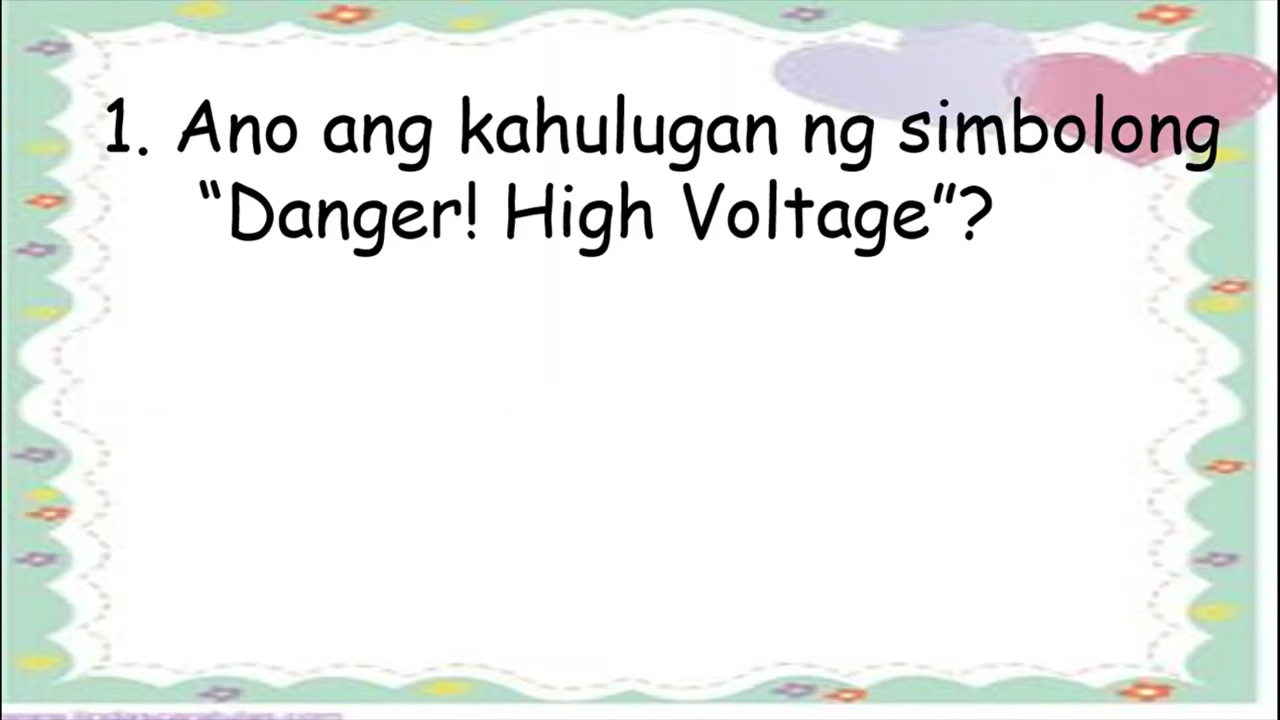 1. Ano ang kahulugan ng simbolong
“Danger! High Voltage”?